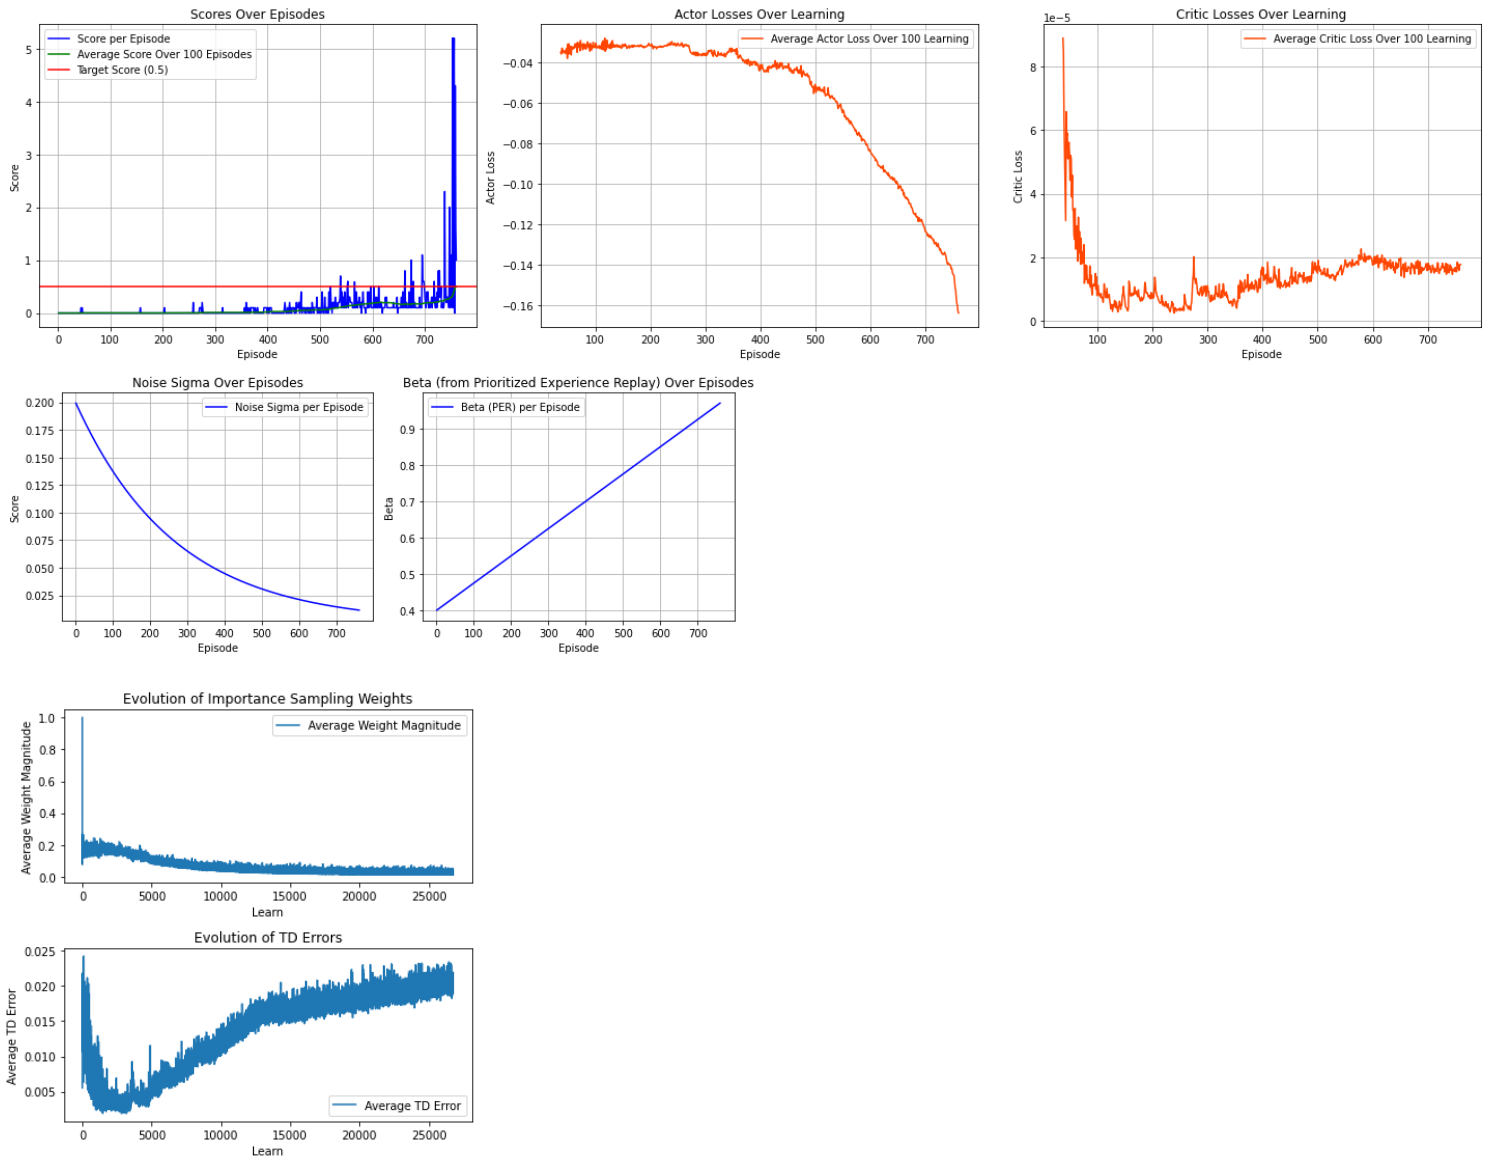 Scores Over Episodes
Score per Episode
Average Score Over 100 Episodes
Target Score (0.5)
5
4
3
2
1
0
Score
0 100 200 300 400 500 600 700
Episode
Actor Losses Over Learning
Average Actor Loss Over 100 Learning
−0.04
−0.06
−0.08
−0.10
−0.12
−0.14
−0.16
Actor Loss
100 200 300 400 500 600 700
Episode
Critic Losses Over Learning
1e−5
Average Critic Loss Over 100 Learning
8
6
4
2
0
Critic Loss
100 200 300 400 500 600 700
Episode
Noise Sigma Over Episodes
Noise Sigma per Episode
0.200
0.175
0.150
0.125
0.100
0.075
0.050
0.025
Score
0 100 200 300 400 500 600 700
Episode
Beta (from Prioritized Experience Replay) Over Episodes
Beta (PER) per Episode
0.9
0.8
0.7
0.6
0.5
0.4
Beta
0 100 200 300 400 500 600 700
Episode
Evolution of Importance Sampling Weights
Average Weight Magnitude
1.0
0.8
0.6
0.4
0.2
0.0
Average Weight Magnitude
0 5000 10000 15000 20000 25000
Learn
Evolution of TD Errors
0.025
0.020
0.015
0.010
0.005
Average TD Error
Average TD Error
0 5000 10000 15000 20000 25000
Learn